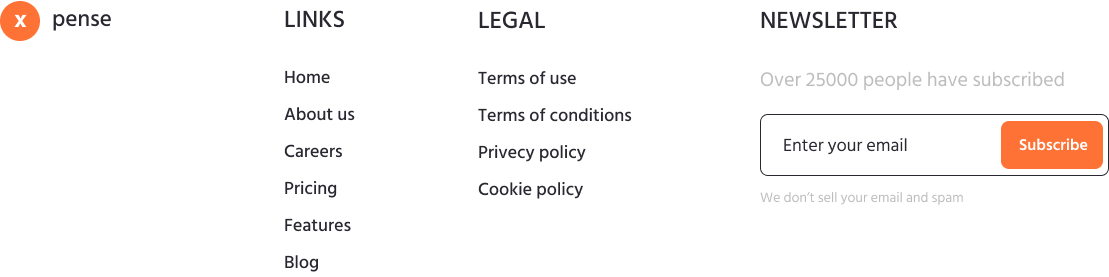 x pense
LINKS
Home
About us
Careers
Pricing
Features
Blog
LEGAL
Terms of use
Terms of conditions
Privecy policy
Cookie policy
NEWSLETTER
Over 25000 people have subscribed
Enter your email
Subscribe
We don’t sell your email and spam